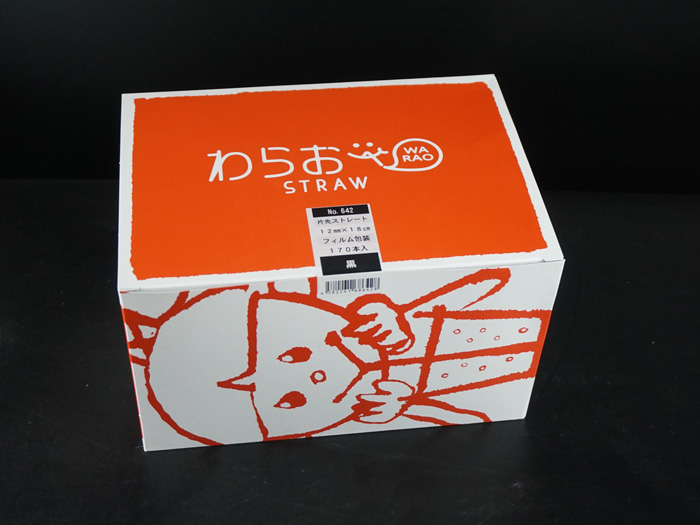 わらお
WA
RAO
STRAW
No. 642
片先ストレート
12㎜×18㎝
フィルム包装
170本入
黒